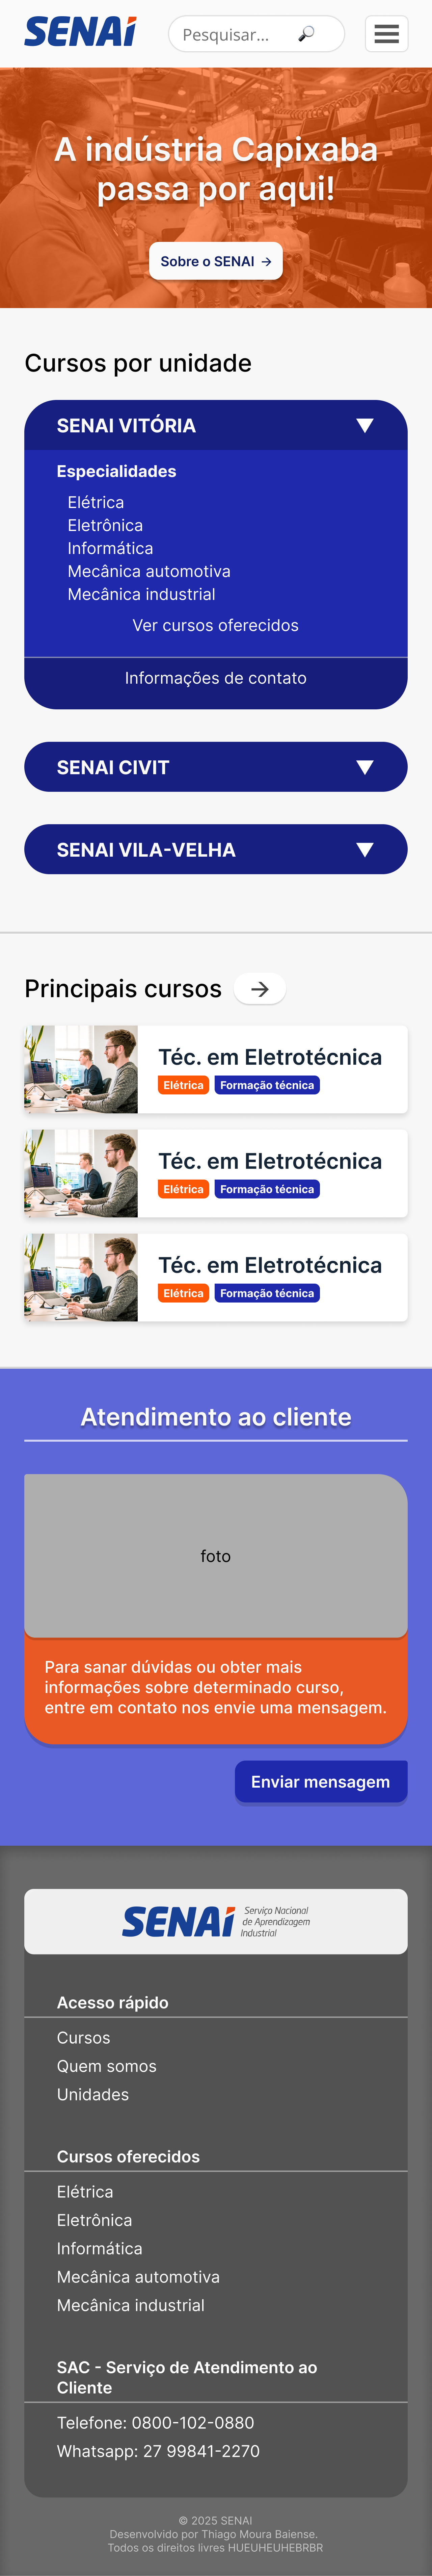 SENAI
Pesquisar...
A indústria Capixaba
passa por aqui!
Sobre o SENAI →
Cursos por unidade
SENAI VITÓRIA ▼
Especialidades
Elétrica
Eletrônica
Informática
Mecânica automotiva
Mecânica industrial
Ver cursos oferecidos
Informações de contato
SENAI CIVIT ▼
SENAI VILA-VELHA ▼
Principais cursos →
Téc. em Eletrotécnica
Elétrica Formação técnica
Téc. em Eletrotécnica
Elétrica Formação técnica
Téc. em Eletrotécnica
Elétrica Formação técnica
Atendimento ao cliente
foto
Para sanar dúvidas ou obter mais
informações sobre determinado curso,
entre em contato nos envie uma mensagem.
Enviar mensagem
SENAI
Serviço Nacional
de Aprendizagem
Industrial
Acesso rápido
Cursos
Quem somos
Unidades
Cursos oferecidos
Elétrica
Eletrônica
Informática
Mecânica automotiva
Mecânica industrial
SAC - Serviço de Atendimento ao
Cliente
Telefone: 0800-102-0880
Whatsapp: 27 99841-2270
© 2025 SENAI
Desenvolvido por Thiago Moura Baiense.
Todos os direitos livres HUEUHEUHEBRBR